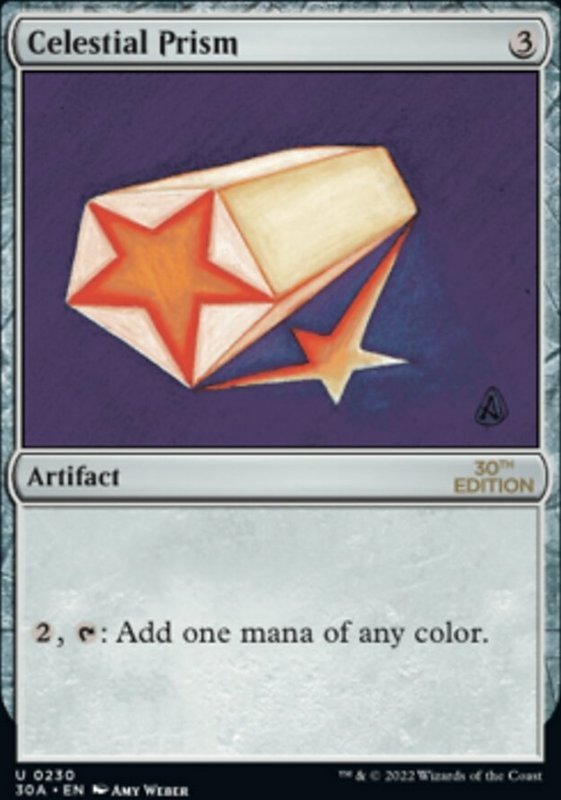 Celestial Prism 3
Artifact
30TH
EDITION
2, : Add one mana of any color.
U 0230
30A • EN Amy Weber
™ & © 2022 Wizards of the Coast